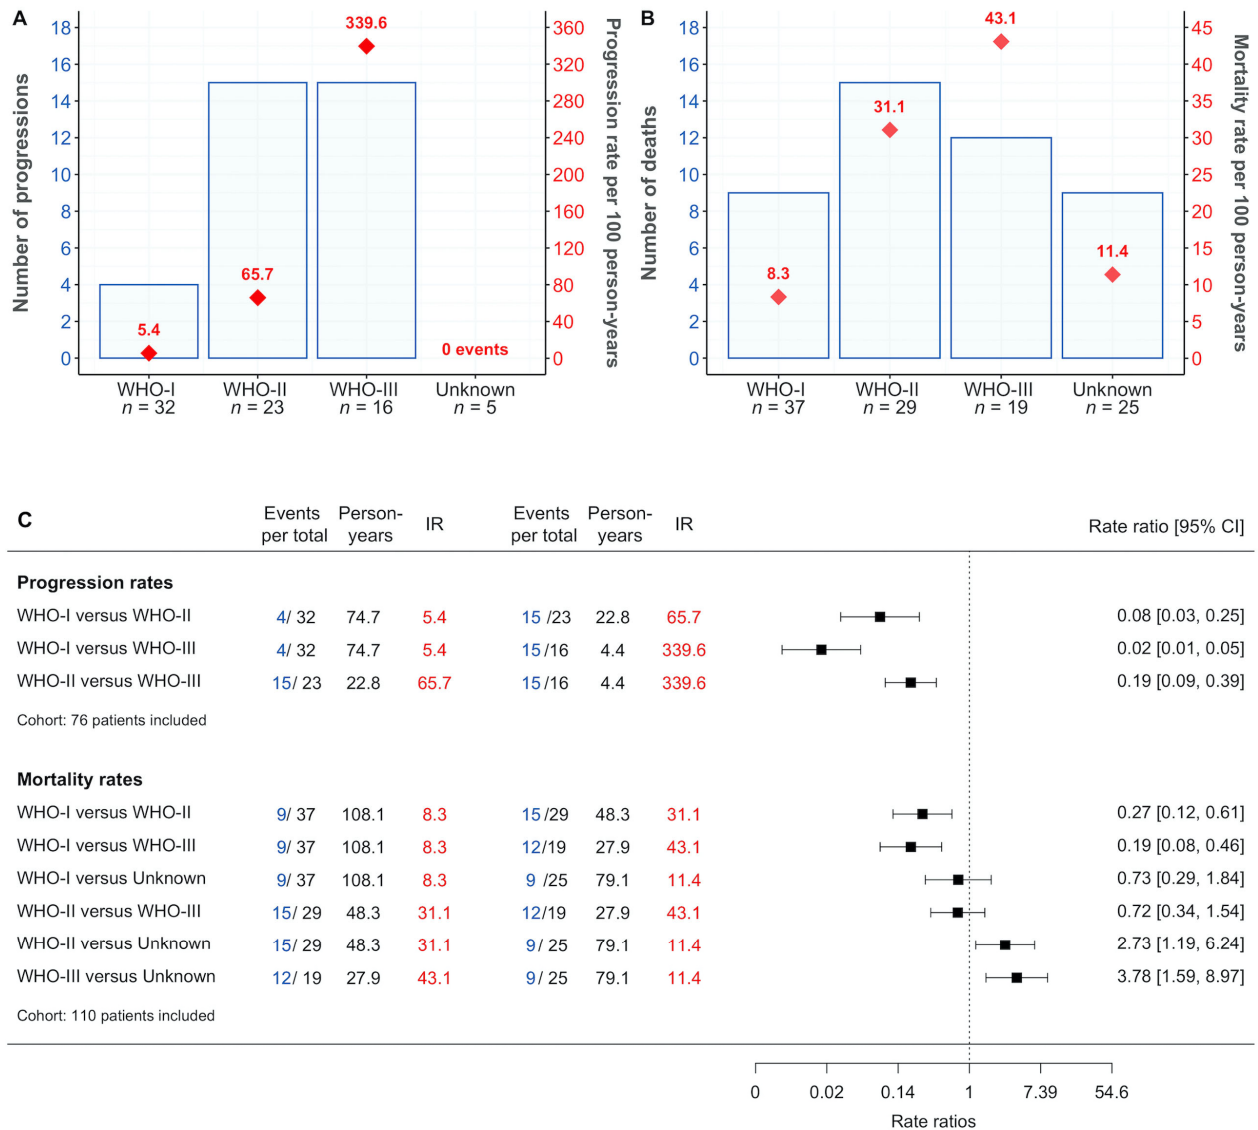 A
Number of progressions
Progression rate per 100 person-years
18
16
14
12
10
8
6
4
2
0
360
320
280
240
200
160
120
80
40
0
5.4
65.7
339.6
0 events
WHO-I WHO-II WHO-III Unknown
n = 32 n = 23 n = 16 n = 5
B
Number of deaths
Mortality rate per 100 person-years
18
16
14
12
10
8
6
4
2
0
45
40
35
30
25
20
15
10
5
0
8.3
31.1
43.1
11.4
WHO-I WHO-II WHO-III Unknown
n = 37 n = 29 n = 19 n = 25
C
Events Person- IR Events Person- IR Rate ratio [95% CI]
per total years per total years
Progression rates
WHO-I versus WHO-II 4/ 32 74.7 5.4 15 /23 22.8 65.7 0.08 [0.03, 0.25]
WHO-I versus WHO-III 4/ 32 74.7 5.4 15/16 4.4 339.6 0.02 [0.01, 0.05]
WHO-II versus WHO-III 15/ 23 22.8 65.7 15/16 4.4 339.6 0.19 [0.09, 0.39]
Cohort: 76 patients included
Mortality rates
WHO-I versus WHO-II 9/ 37 108.1 8.3 15 /29 48.3 31.1 0.27 [0.12, 0.61]
WHO-I versus WHO-III 9/ 37 108.1 8.3 12/19 27.9 43.1 0.19 [0.08, 0.46]
WHO-I versus Unknown 9/ 37 108.1 8.3 9 /25 79.1 11.4 0.73 [0.29, 1.84]
WHO-II versus WHO-III 15/ 29 48.3 31.1 12/19 27.9 43.1 0.72 [0.34, 1.54]
WHO-II versus Unknown 15/ 29 48.3 31.1 9/ 25 79.1 11.4 2.73 [1.19, 6.24]
WHO-III versus Unknown 12/ 19 27.9 43.1 9/ 25 79.1 11.4 3.78 [1.59, 8.97]
Cohort: 110 patients included
0 0.02 0.14 1 7.39 54.6
Rate ratios